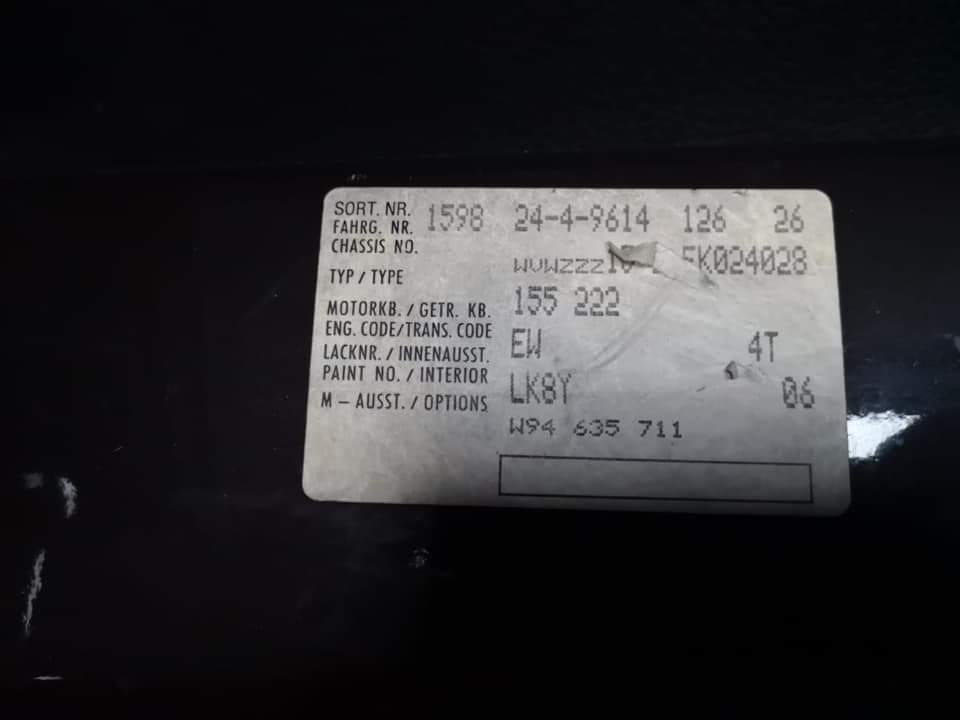 SORT. NR. 1598 24-4-9614 126 26
FAHRG. NR.
CHASSIS NO. 5K024028
TYP / TYPE 155 222
MOTORKB. / GETR. KB.
ENG. CODE/TRANS. CODE EW 4T
LACKNR. / INNENAUSST.
PAINT NO. / INTERIOR LK8Y 06
M – AUSST. / OPTIONS W94 635 711